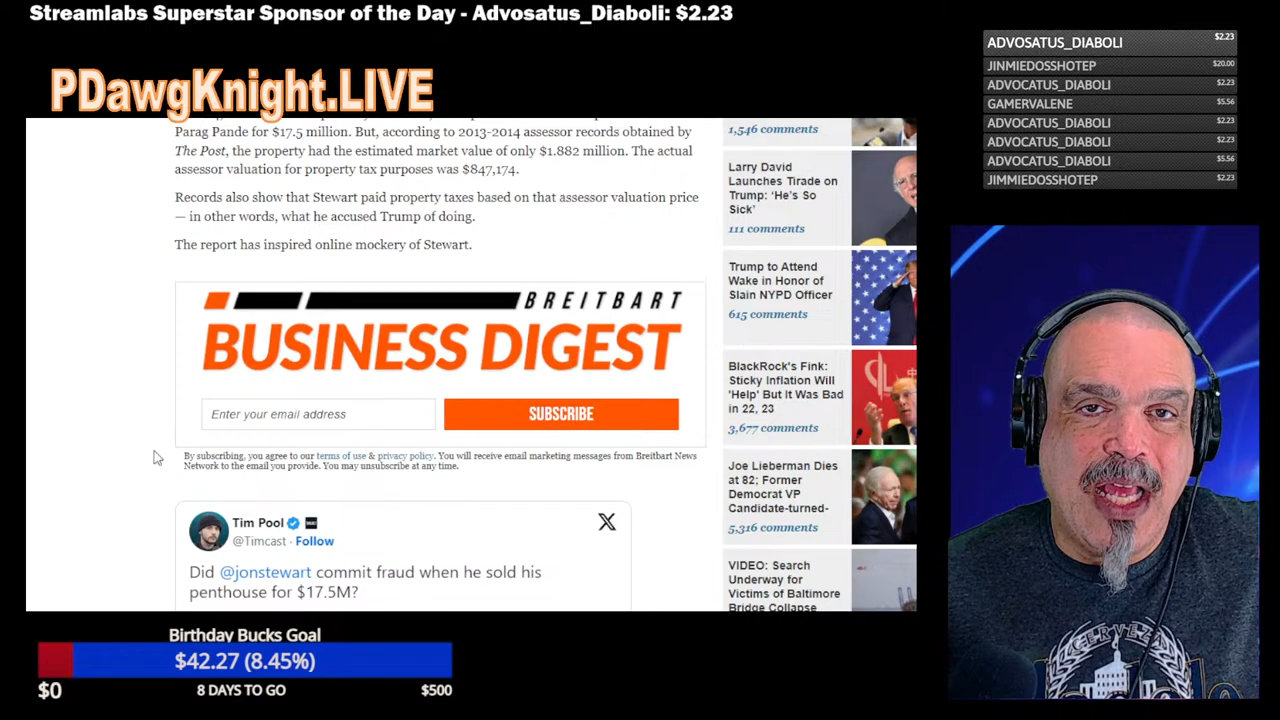 Streamlabs Superstar Sponsor of the Day - Advosatus_Diaboli: $2.23
PDawgKnight.LIVE
ADVOSATUS_DIABOLI $2.23
JINMIEDOSSHOTEP $20.00
ADVOCATUS_DIABOLI $2.23
GAMERVALENE $5.56
ADVOCATUS_DIABOLI $2.23
ADVOCATUS_DIABOLI $2.23
ADVOCATUS_DIABOLI $5.56
JIMMIEDOSSHOTEP $2.23
Parag Pande for $17.5 million. But, according to 2013-2014 assessor records obtained by
The Post, the property had the estimated market value of only $1.882 million. The actual
assessor valuation for property tax purposes was $847,174.
Records also show that Stewart paid property taxes based on that assessor valuation price
— in other words, what he accused Trump of doing.
The report has inspired online mockery of Stewart.
BREITBART
BUSINESS DIGEST
Enter your email address
SUBSCRIBE
By subscribing, you agree to our terms of use & privacy policy. You will receive email marketing messages from Breitbart News
Network to the email you provide. You may unsubscribe at any time.
Tim Pool
@Timcast · Follow
X
Did @jonstewart commit fraud when he sold his
penthouse for $17.5M?
1,546 comments
Larry David
Launches Tirade on
Trump: ‘He's So
Sick’
111 comments
Trump to Attend
Wake in Honor of
Slain NYPD Officer
615 comments
BlackRock's Fink:
Sticky Inflation Will
'Help' But It Was Bad
in 22, 23
3,677 comments
Joe Lieberman Dies
at 82; Former
Democrat VP
Candidate-turned-
5,316 comments
VIDEO: Search
Underway for
Victims of Baltimore
Bridge Collapse
CERVEZ
Birthday Bucks Goal
$42.27 (8.45%)
$0
8 DAYS TO GO
$500